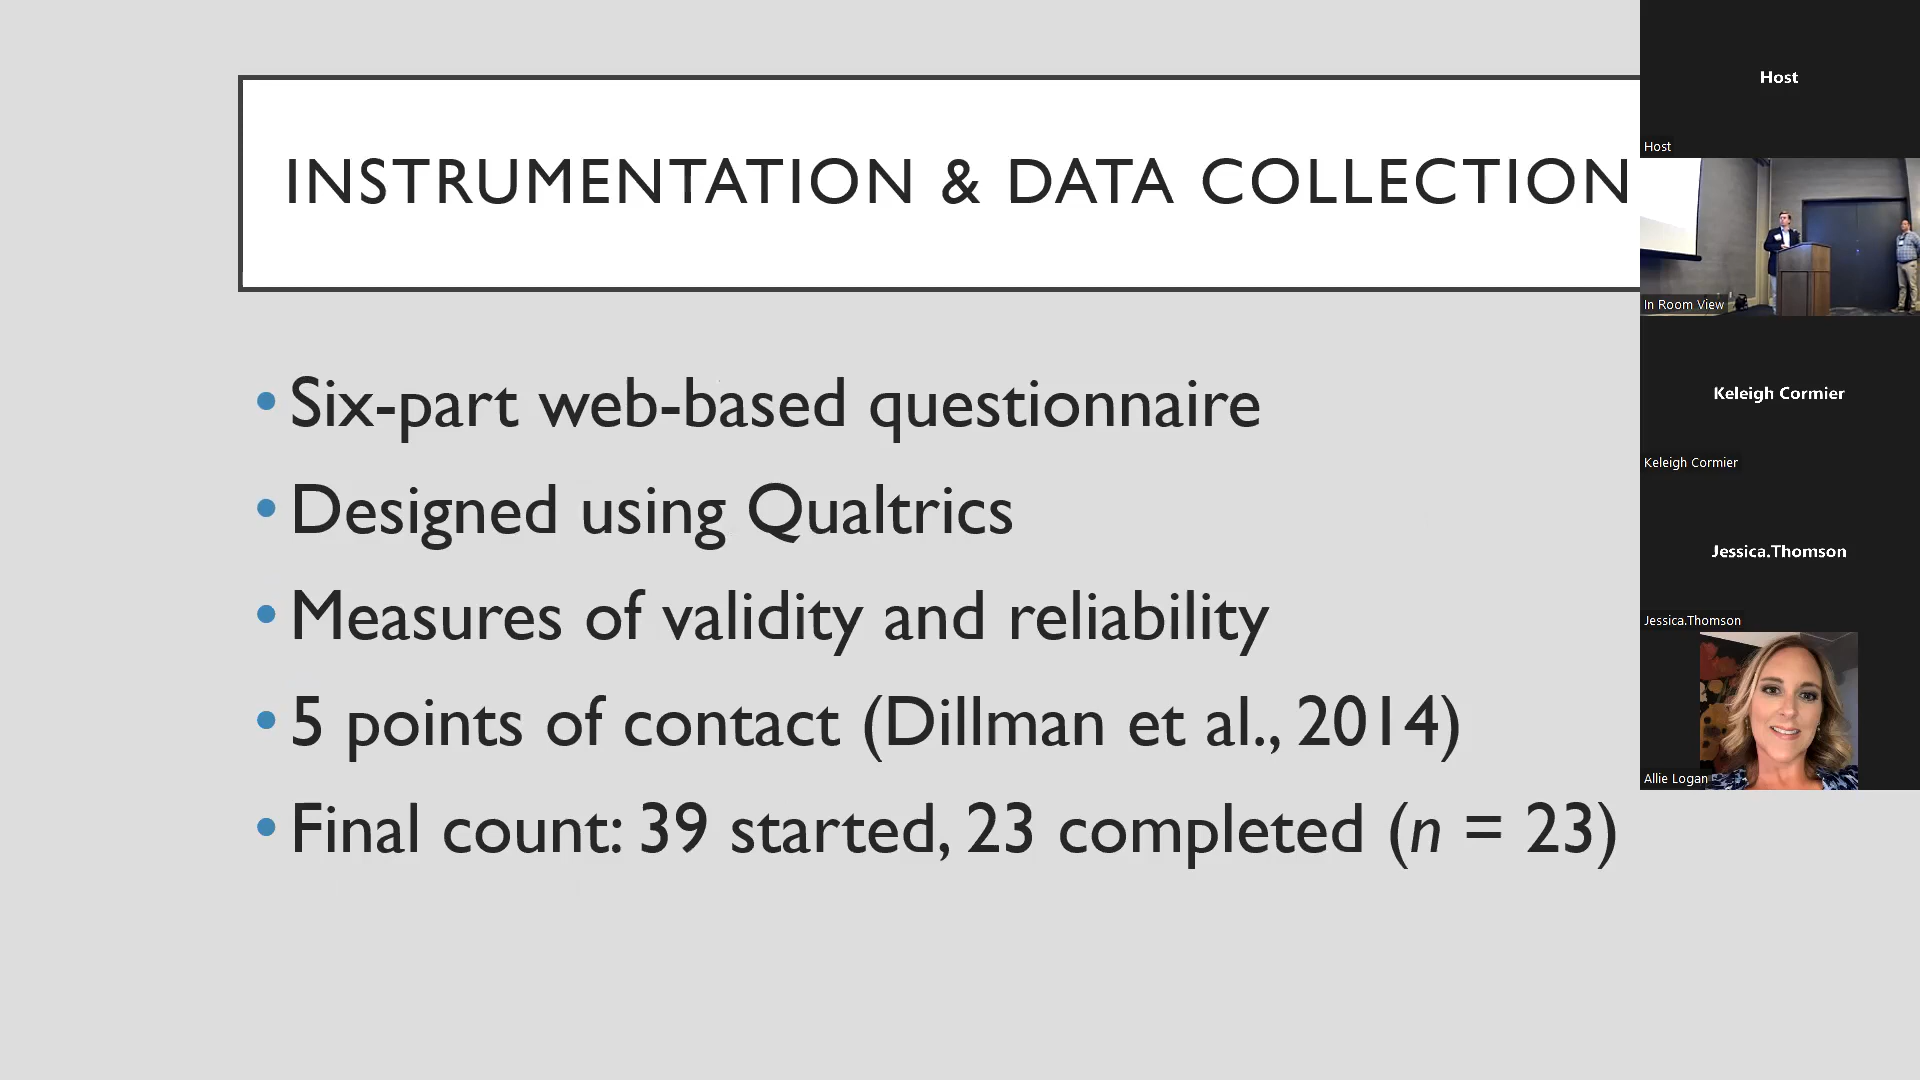 INSTRUMENTATION & DATA COLLECTION
• Six-part web-based questionnaire
• Designed using Qualtrics
• Measures of validity and reliability
• 5 points of contact (Dillman et al., 2014)
• Final count: 39 started, 23 completed (n = 23)
Host
Host
In Room View
Keleigh Cormier
Keleigh Cormier
Jessica.Thomson
Jessica.Thomson
Allie Logan